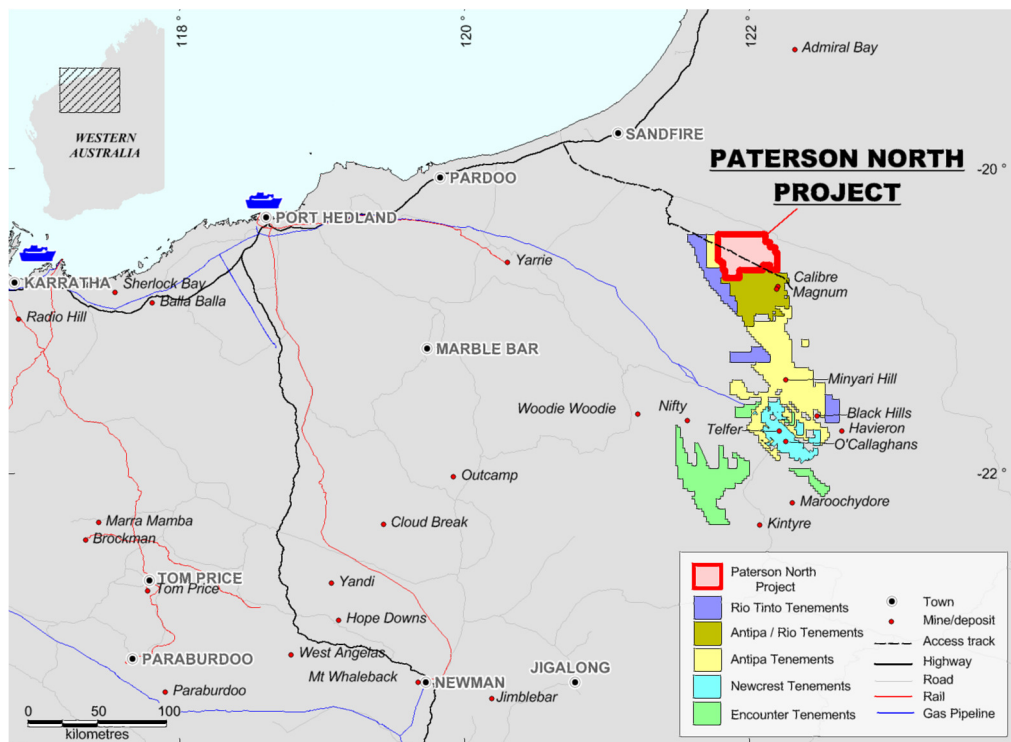 118 °
120 °
122 °
Admiral Bay
WESTERN
AUSTRALIA
SANDFIRE
-20 °
PATERSON NORTH
PROJECT
PARDOO
PORT HEDLAND
Yarrie
KARRATHA
Sherlock Bay
Balla Balla
Radio Hill
Calibre
Magnum
MARBLE BAR
Minyari Hill
Woodie Woodie
Nifty
Black Hills
Telfer
Havieron
O'Callaghans
-22 °
Outcamp
Maroochydore
Marra Mamba
Cloud Break
Kintyre
Brockman
TOM PRICE
Tom Price
Yandi
Hope Downs
PARABURDOO
West Angelas
Mt Whaleback
NEWMAN
JIGALONG
Paraburdoo
Jimblebar
0 50 100
kilometres
Paterson North
Project
Rio Tinto Tenements
Antipa / Rio Tenements
Antipa Tenements
Newcrest Tenements
Encounter Tenements
Town
Mine/deposit
Access track
Highway
Road
Rail
Gas Pipeline